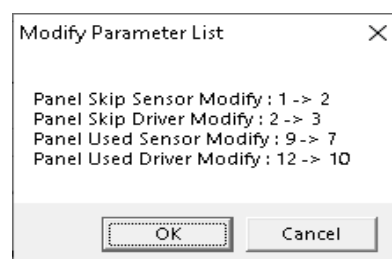 Modify Parameter List
Panel Skip Sensor Modify : 1 -> 2
Panel Skip Driver Modify : 2 -> 3
Panel Used Sensor Modify : 9 -> 7
Panel Used Driver Modify : 12 -> 10
OK
Cancel